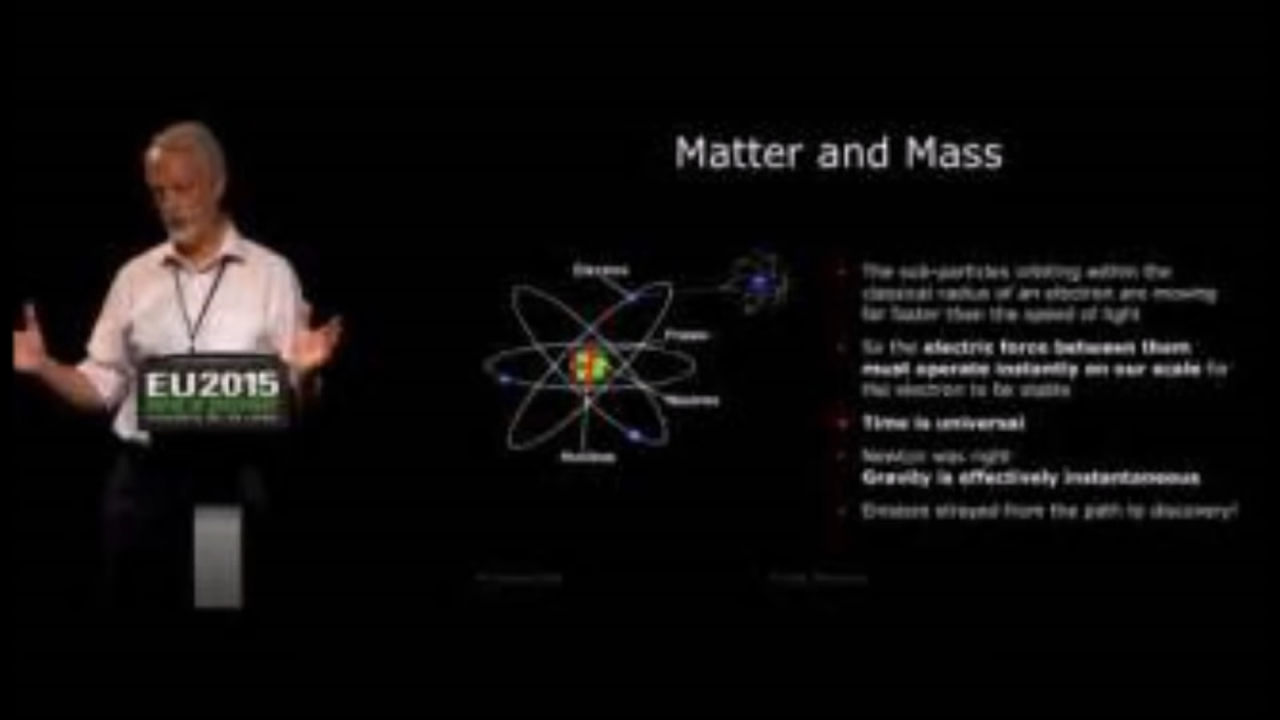 Matter and Mass
EU2015
Electron
Proton
Neutron
Nucleus
The sub-particles orbiting within the
classical radius of an electron are moving
far faster than the speed of light
So the electric force between them
must operate instantly on our scale for
the electron to be stable
Time is universal
Newton was right
Gravity is effectively instantaneous
Einstein strayed from the path to discovery!